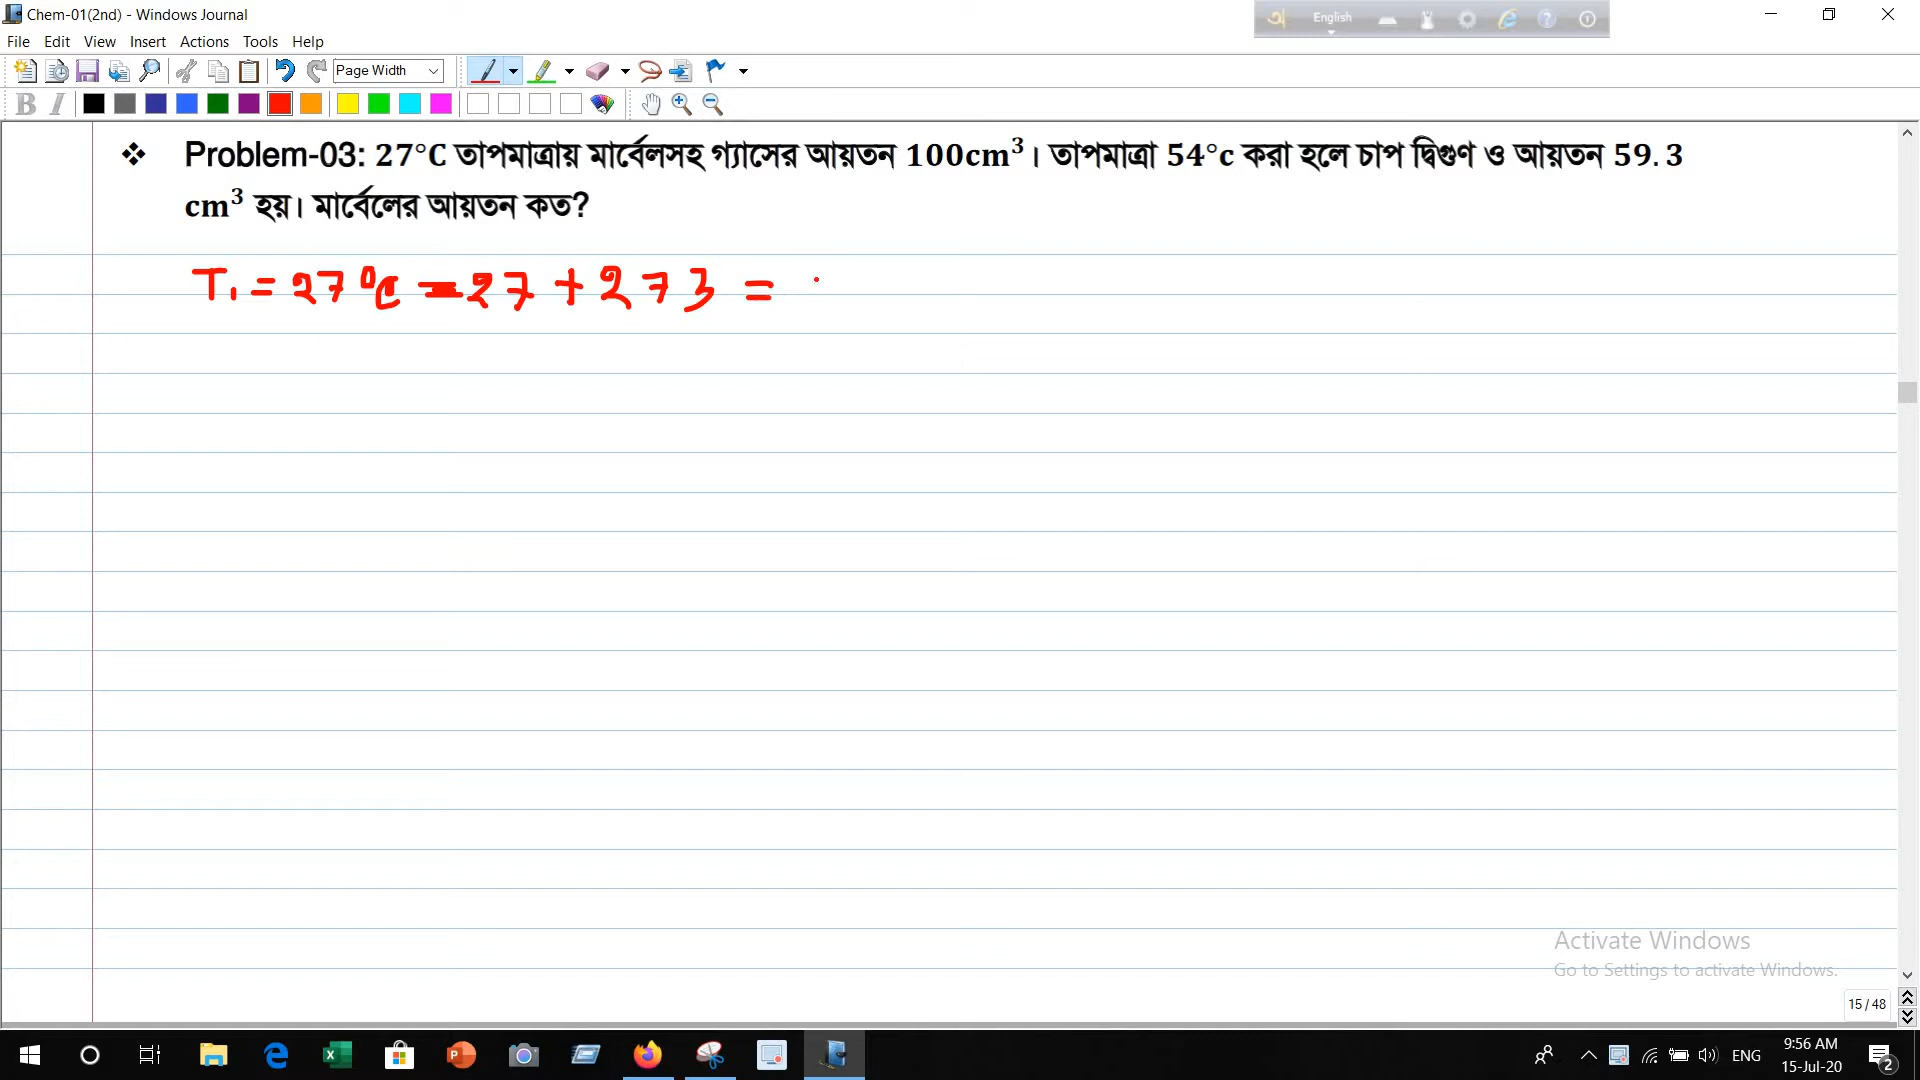 Chem-01(2nd) - Windows Journal
English
File Edit View Insert Actions Tools Help
Page Width
B I
❖ Problem-03: 27°C তাপমাত্রায় মার্বেলসহ গ্যাসের আয়তন 100cm³। তাপমাত্রা 54°c করা হলে চাপ দ্বিগুণ ও আয়তন 59.3
cm³ হয়। মার্বেলের আয়তন কত?
T₁ = 27°C = 27 + 273 =
Activate Windows
Go to Settings to activate Windows.
15 / 48
ENG
9:56 AM
15-Jul-20
2